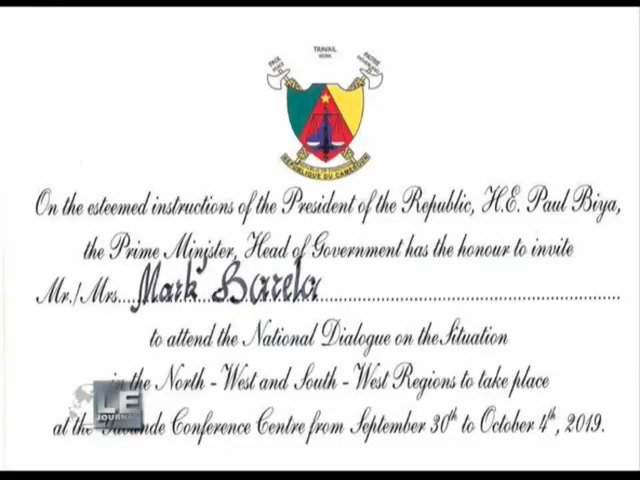 TRAVAIL
WORK
PAIX
PEACE
PATRIE
REPUBLIQUE DU CAMEROUN
On the esteemed instructions of the President of the Republic, H.E. Paul Biya,
the Prime Minister, Head of Government has the honour to invite
Mr./Mrs....Mark Barela......................................................
to attend the National Dialogue on the Situation
in the North - West and South - West Regions to take place
at the Yaounde Conference Centre from September 30th to October 4th, 2019.
LE
JOURNAL